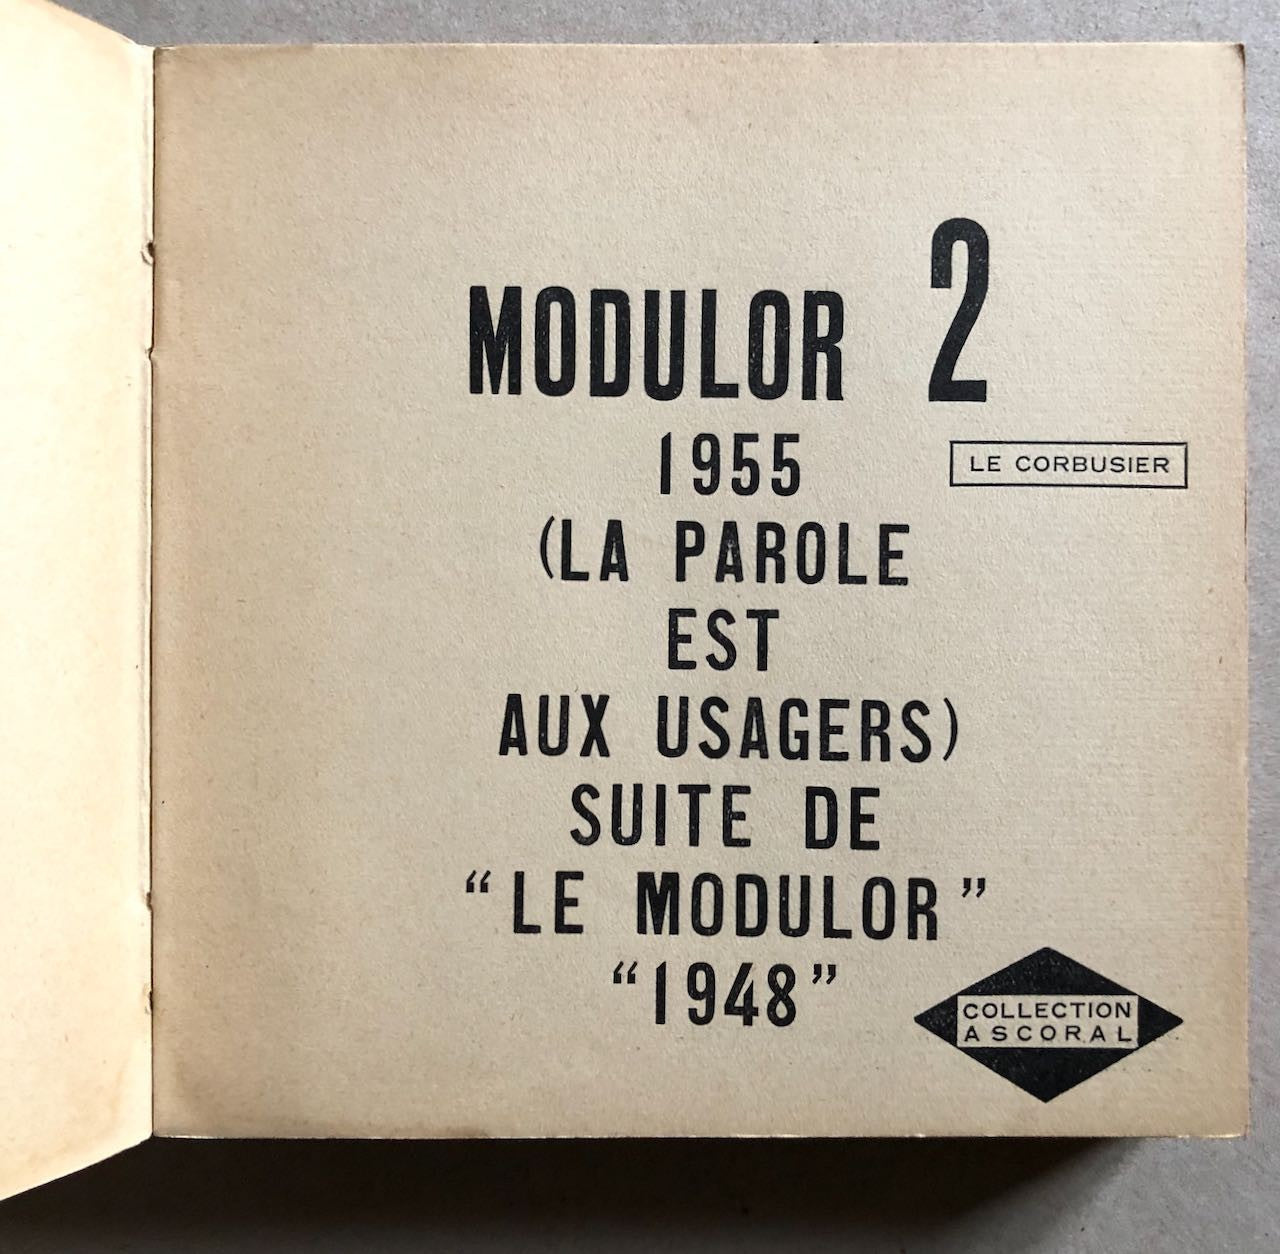 MODULOR 2
1955
LE CORBUSIER
(LA PAROLE
EST
AUX USAGERS)
SUITE DE
“LE MODULOR”
“1948”
COLLECTION
ASCORAL